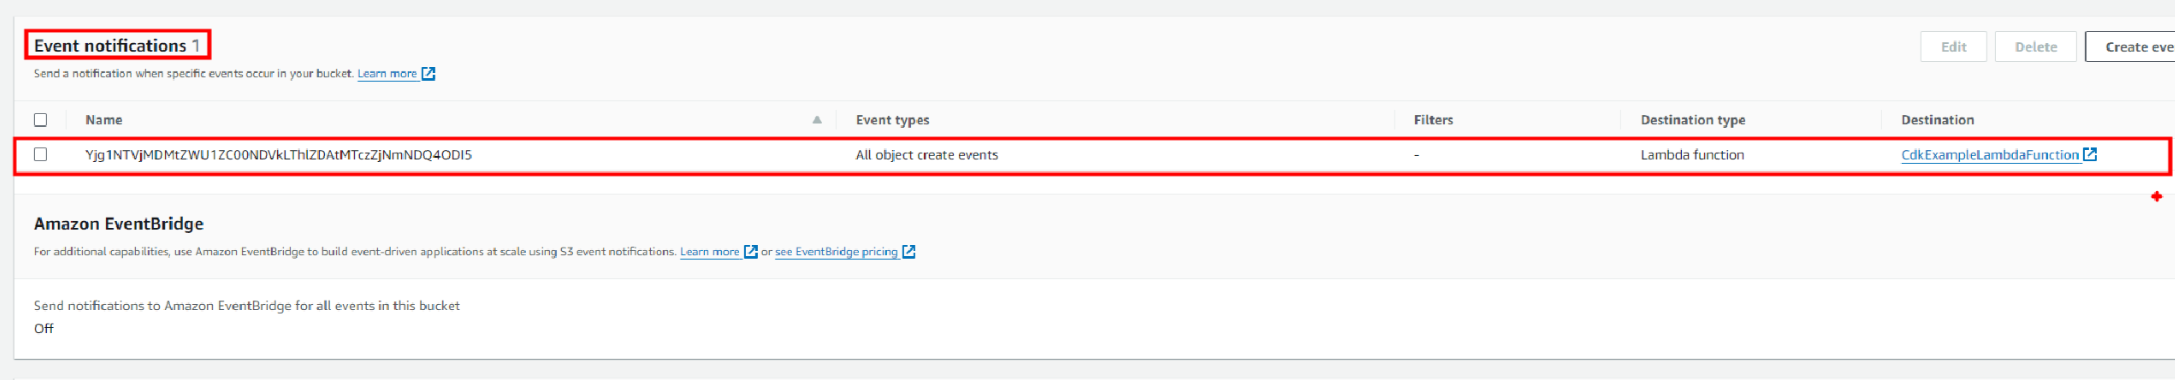 Event notifications 1
Edit
Delete
Create eve
Send a notification when specific events occur in your bucket. Learn more
Name
Event types
Filters
Destination type
Destination
Yjg1NTVjMDMtZWU1ZC00NDVkLThlZDAtMTczZjNmNDQ4ODI5
All object create events
-
Lambda function
CdkExampleLambdaFunction
Amazon EventBridge
For additional capabilities, use Amazon EventBridge to build event-driven applications at scale using S3 event notifications. Learn more or see EventBridge pricing
Send notifications to Amazon EventBridge for all events in this bucket
Off